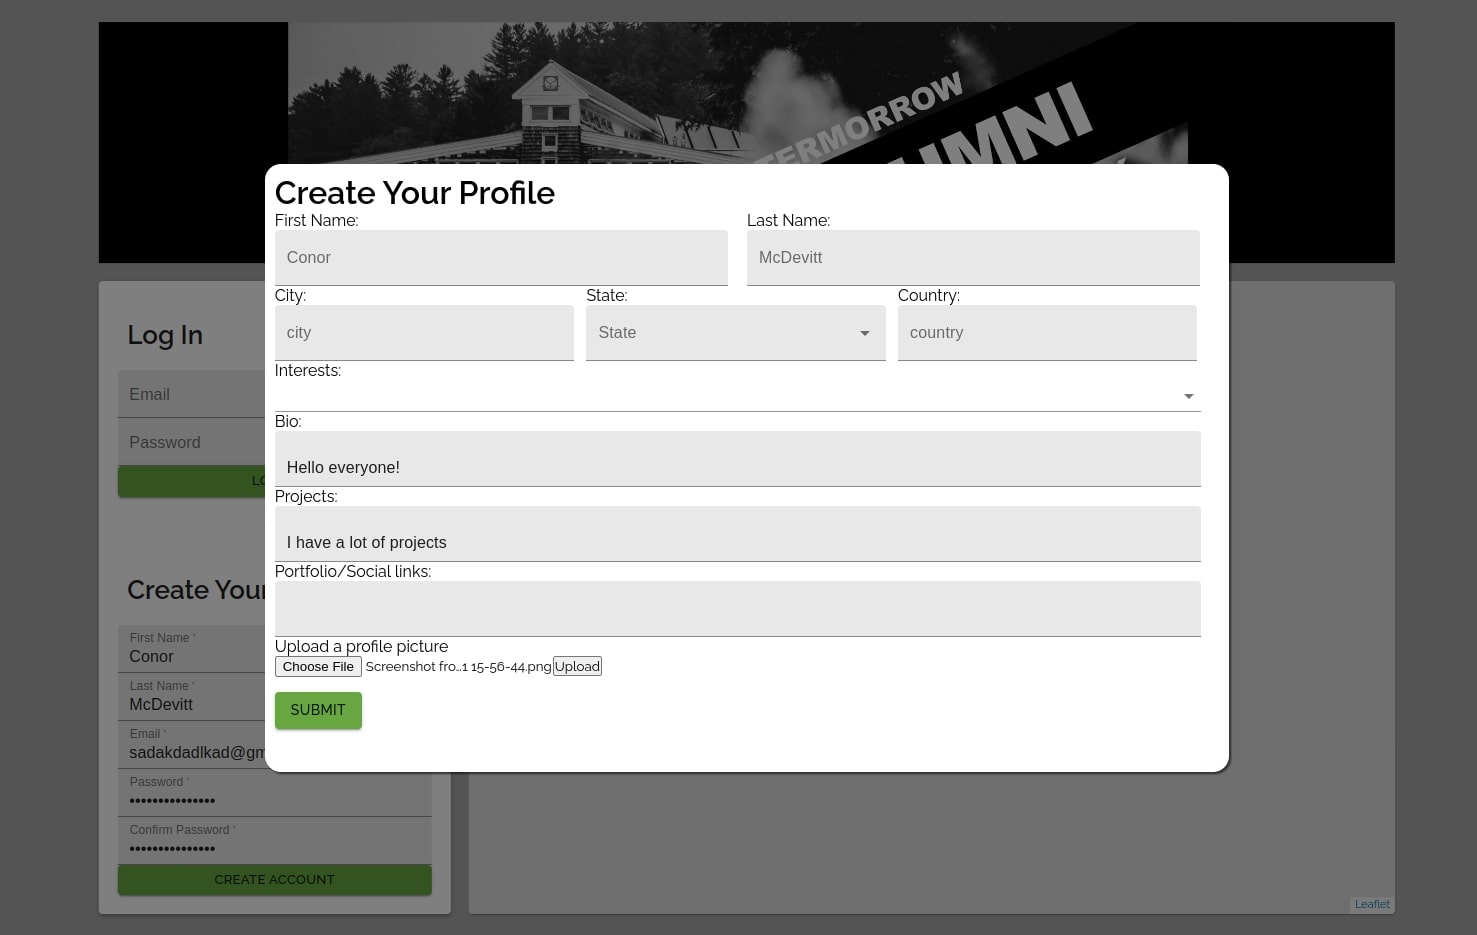 TERMORROW
UMNI
Create Your Profile
First Name:
Last Name:
Conor
McDevitt
City:
State:
Country:
city
State
country
Interests:
Bio:
Hello everyone!
Projects:
I have a lot of projects
Portfolio/Social links:
Upload a profile picture
Choose File Screenshot fro...1 15-56-44.png Upload
SUBMIT
Log In
Email
Password
Create Your
First Name *
Conor
Last Name *
McDevitt
Email *
sadakdadlkad@gm
Password *
•••••••••••••••
Confirm Password *
•••••••••••••••
CREATE ACCOUNT
Leaflet